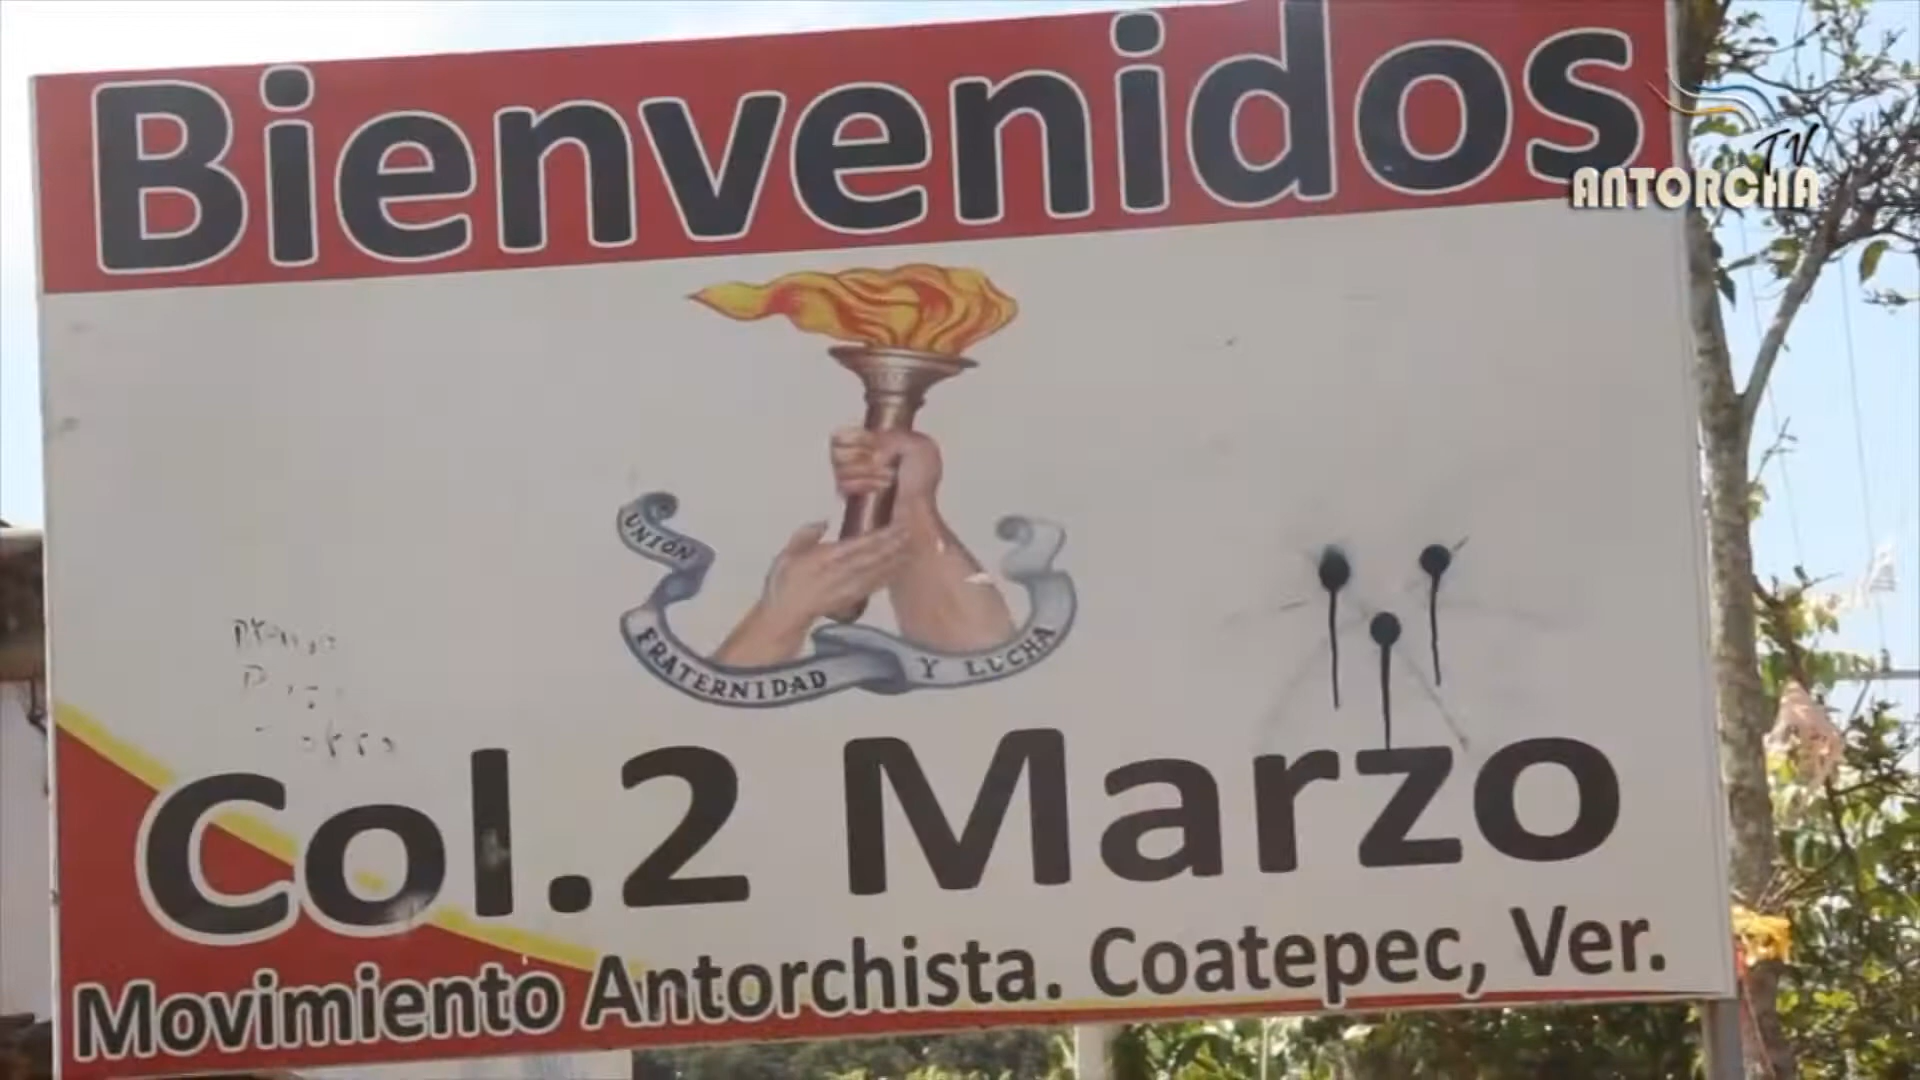 Bienvenidos
TV
ANTORCHA
UNIÓN
FRATERNIDAD Y LUCHA
Col.2 Marzo
Movimiento Antorchista. Coatepec, Ver.